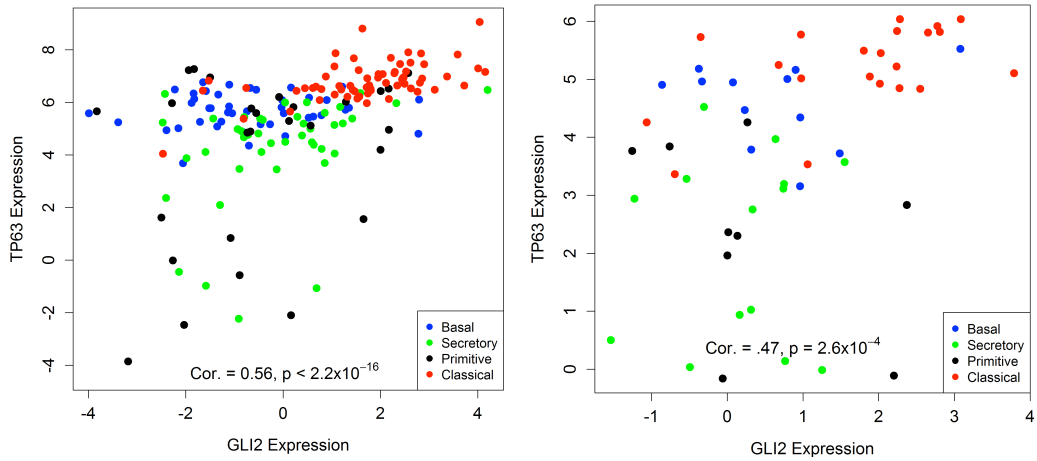 TP63 Expression
8
6
4
2
0
-2
-4
Cor. = 0.56, p < 2.2x10−16
Basal
Secretory
Primitive
Classical
-4 -2 0 2 4
GLI2 Expression
TP63 Expression
6
5
4
3
2
1
0
Cor. = .47, p = 2.6x10−4
Basal
Secretory
Primitive
Classical
-1 0 1 2 3 4
GLI2 Expression